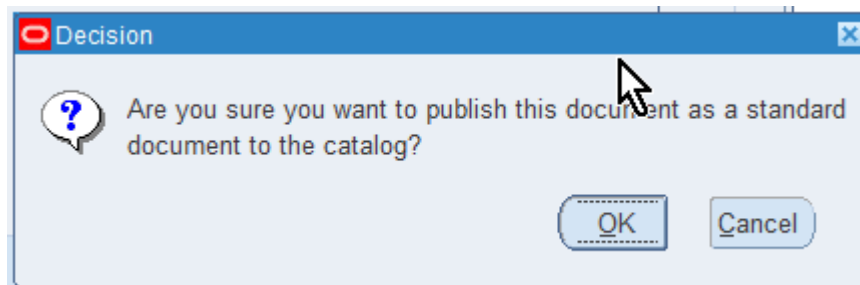 Decision
Are you sure you want to publish this document as a standard
document to the catalog?
OK
Cancel